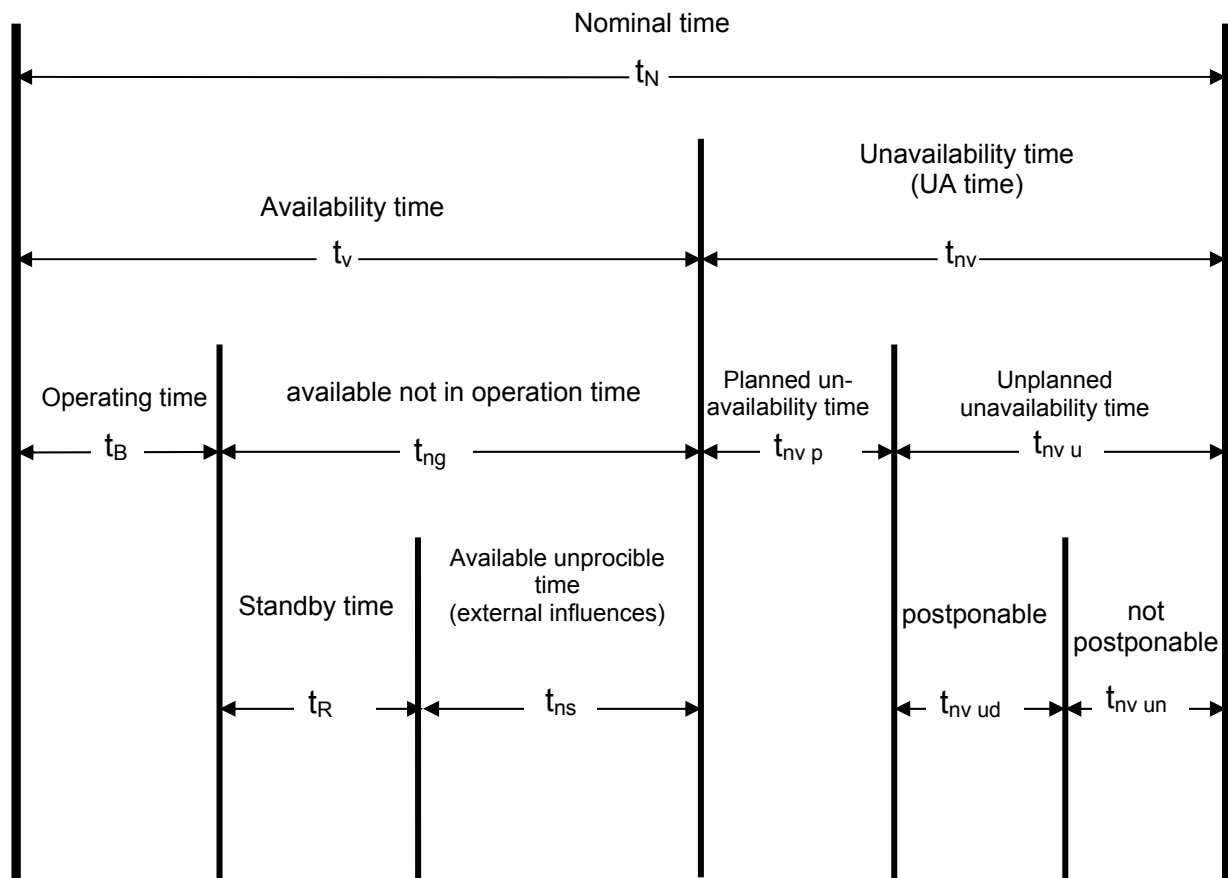 Nominal time
tN
Unavailability time
(UA time)
Availability time
tv
tnv
Operating time
available not in operation time
Planned un-
availability time
Unplanned
unavailability time
tB
tng
tnv p
tnv u
Standby time
Available unprocible
time
(external influences)
postponable
not
postponable
tR
tns
tnv ud
tnv un